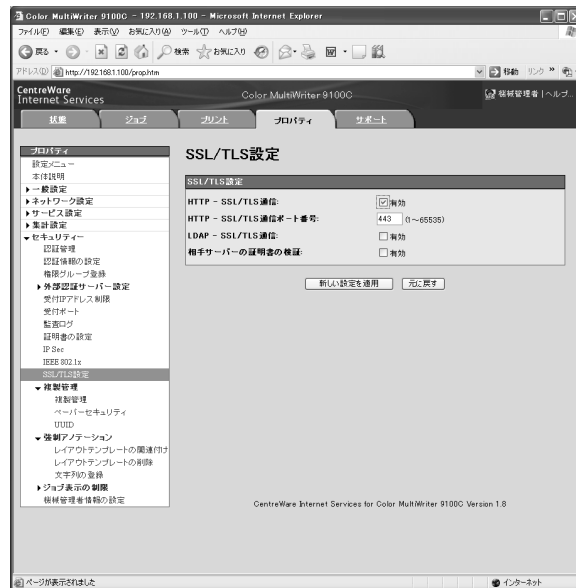 Color MultiWriter 9100C - 192.168.1.100 - Microsoft Internet Explorer
ファイル(F) 編集(E) 表示(V) お気に入り(A) ツール(T) ヘルプ(H)
戻る 検索 お気に入り
アドレス(D) http://192.168.1.100/prop.htm 移動 リンク »
CentreWare
Internet Services
Color MultiWriter 9100C
機械管理者 | ヘルプ...
状態 ジョブ プリント プロパティ サポート
プロパティ
設定メニュー
本体説明
一般設定
ネットワーク設定
サービス設定
集計設定
セキュリティー
認証管理
認証情報の設定
権限グループ登録
外部認証サーバー設定
受付IPアドレス制限
受付ポート
監査ログ
証明書の設定
IP Sec
IEEE 802.1x
SSL/TLS設定
複製管理
複製管理
ペーパーセキュリティ
UUID
強制アノテーション
レイアウトテンプレートの関連付け
レイアウトテンプレートの削除
文字列の登録
ジョブ表示の制限
機械管理者情報の設定
SSL/TLS設定
SSL/TLS設定
HTTP - SSL/TLS通信: 有効
HTTP - SSL/TLS通信ポート番号: 443 (1～65535)
LDAP - SSL/TLS通信: 有効
相手サーバーの証明書の検証: 有効
新しい設定を適用 元に戻す
CentreWare Internet Services for Color MultiWriter 9100C Version 1.8
ページが表示されました インターネット